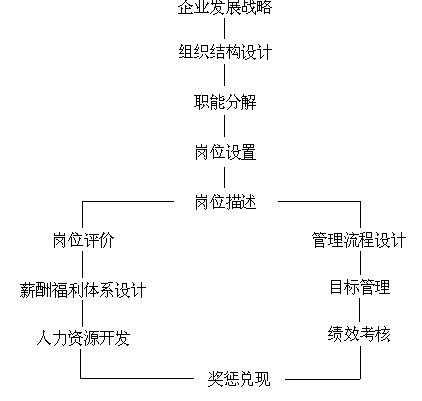 企业发展战略
组织结构设计
职能分解
岗位设置
岗位描述
岗位评价
管理流程设计
薪酬福利体系设计
目标管理
人力资源开发
绩效考核
奖惩兑现